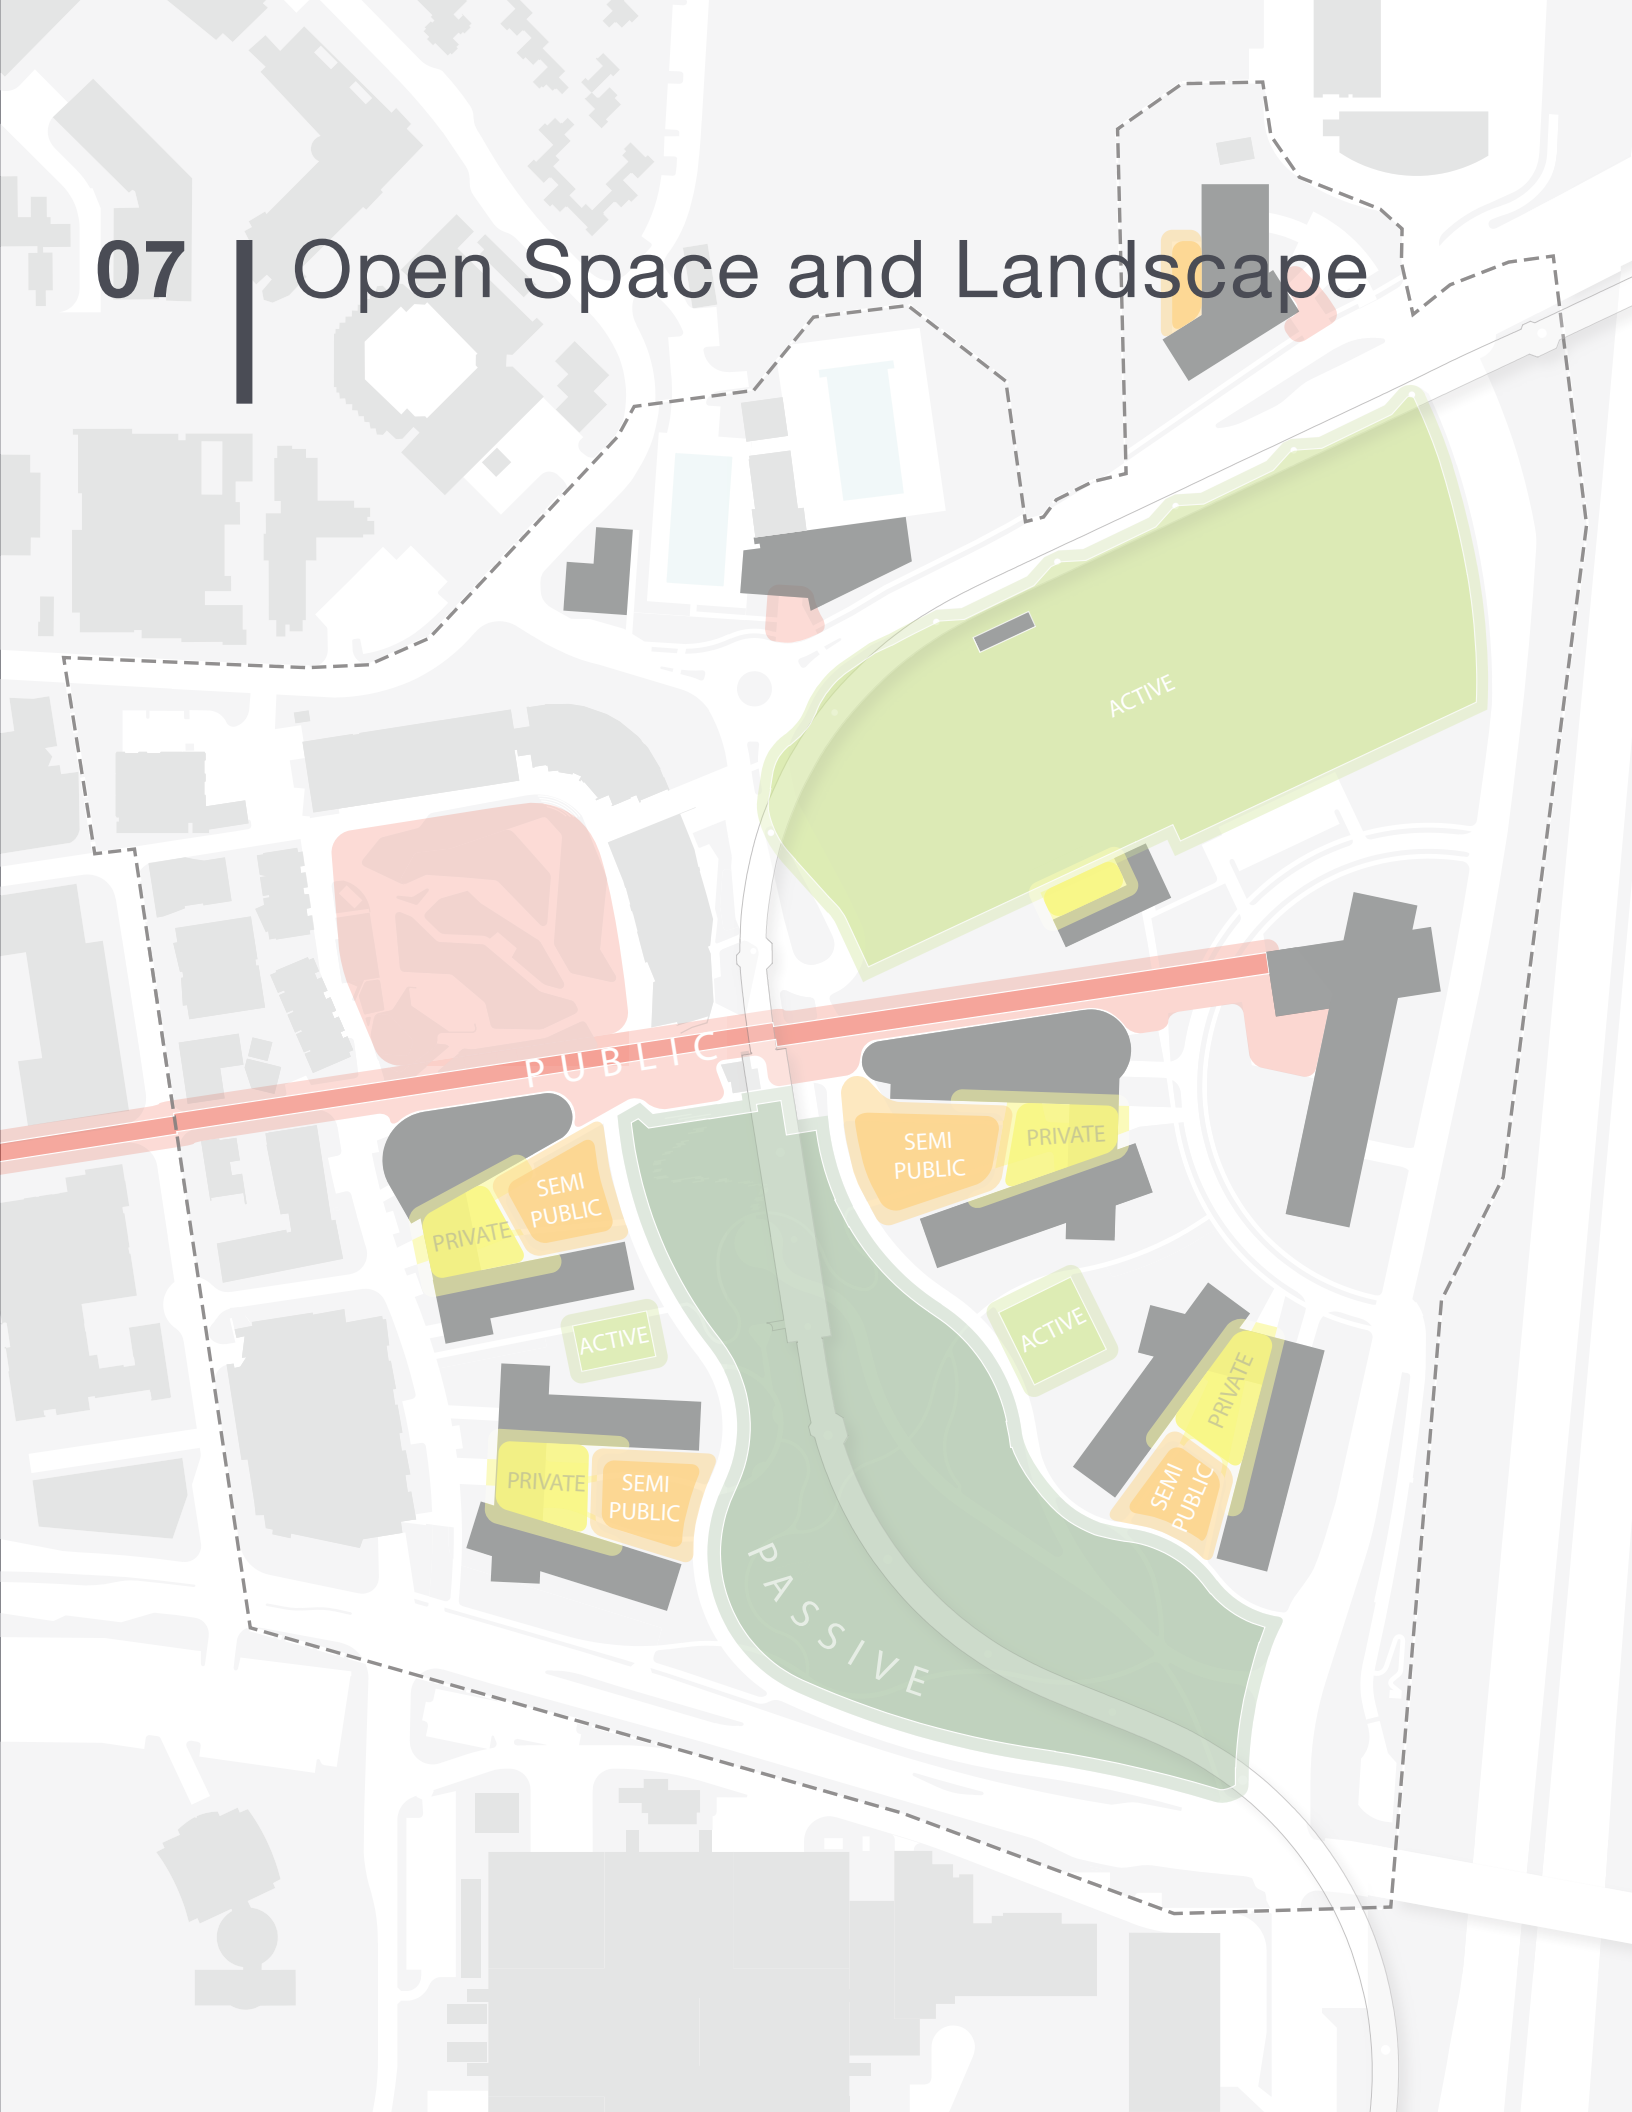 07 Open Space and Landscape
ACTIVE
PUBLIC
SEMI
PUBLIC
PRIVATE
SEMI
PUBLIC
PRIVATE
ACTIVE
ACTIVE
PRIVATE
PRIVATE
SEMI
PUBLIC
SEMI
PUBLIC
PASSIVE